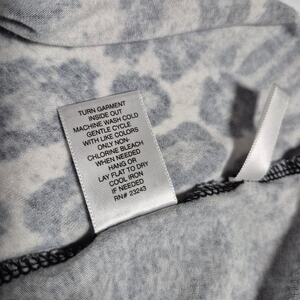 TURN GARMENT
INSIDE OUT
MACHINE WASH COLD
GENTLE CYCLE
WITH LIKE COLORS
ONLY NON-
CHLORINE BLEACH
WHEN NEEDED
HANG OR
LAY FLAT TO DRY
COOL IRON
IF NEEDED
RN# 23243